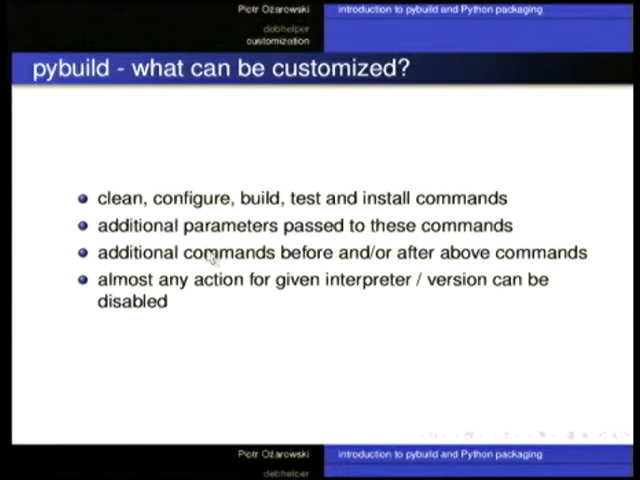 Piotr Ożarowski
introduction to pybuild and Python packaging
debhelper
customization
pybuild - what can be customized?
clean, configure, build, test and install commands
additional parameters passed to these commands
additional commands before and/or after above commands
almost any action for given interpreter / version can be
disabled
Piotr Ożarowski
introduction to pybuild and Python packaging
debhelper